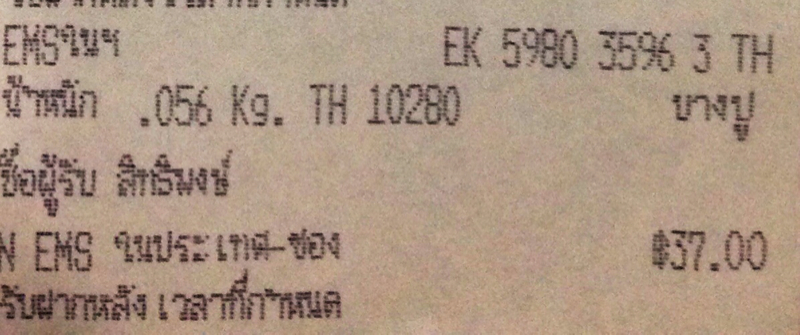 EMSในฯ EK 5980 3596 3 TH
น้ำหนัก .056 Kg. TH 10280 บางปู
ชื่อผู้รับ สิทธิพงษ์
N EMS ในประเทศ-ซอง ฿37.00
รับฝากหลัง เวลาที่กำหนด